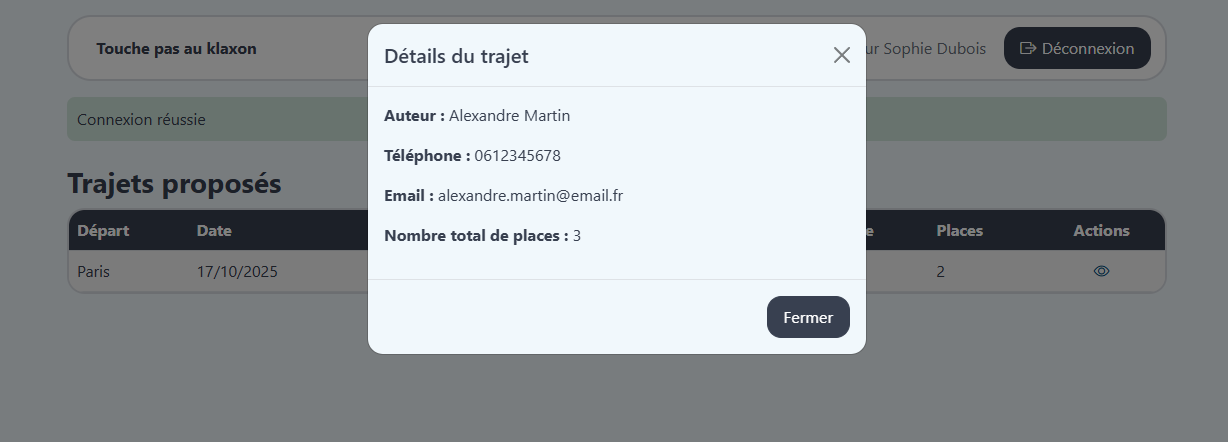 Touche pas au klaxon
ur Sophie Dubois
Déconnexion
Détails du trajet
Connexion réussie
Auteur : Alexandre Martin
Téléphone : 0612345678
Email : alexandre.martin@email.fr
Nombre total de places : 3
Fermer
Trajets proposés
Départ Date e Places Actions
Paris 17/10/2025 2